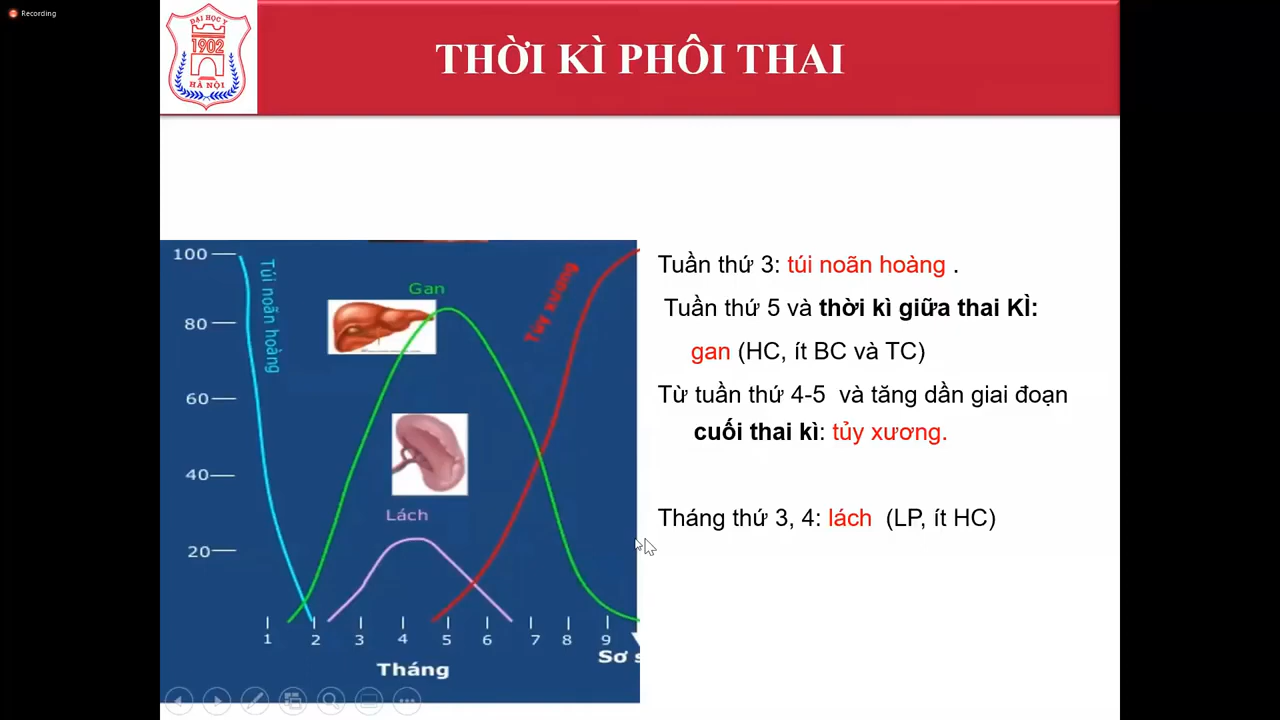 Recording
ĐẠI HỌC Y
1902
HÀ NỘI
THỜI KÌ PHÔI THAI
100
80
60
40
20
Túi noãn hoàng
Gan
Tủy xương
Lách
1 2 3 4 5 6 7 8 9
Sơ s
Tháng
Tuần thứ 3: túi noãn hoàng .
Tuần thứ 5 và thời kì giữa thai KÌ:
gan (HC, ít BC và TC)
Từ tuần thứ 4-5 và tăng dần giai đoạn
cuối thai kì: tủy xương.
Tháng thứ 3, 4: lách (LP, ít HC)